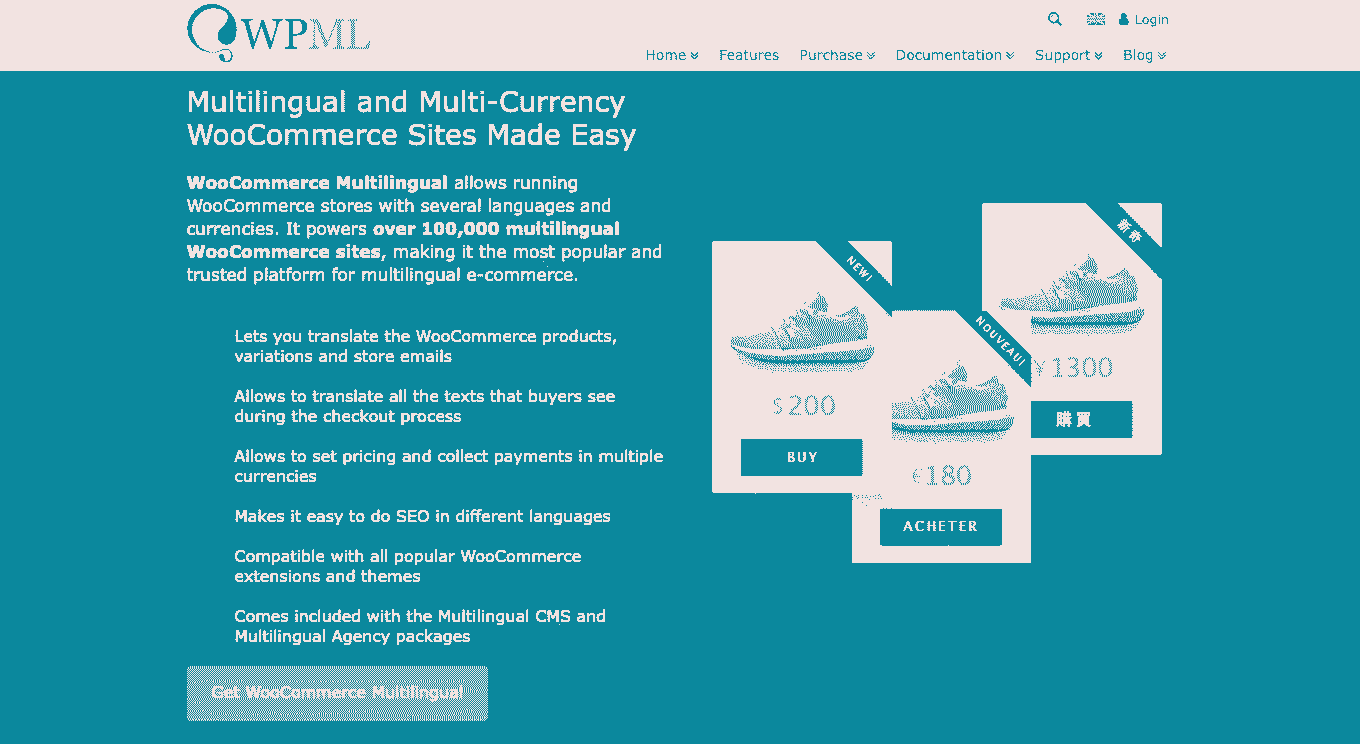 WPML
Login
Home Features Purchase Documentation Support Blog
Multilingual and Multi-Currency
WooCommerce Sites Made Easy
WooCommerce Multilingual allows running
WooCommerce stores with several languages and
currencies. It powers over 100,000 multilingual
WooCommerce sites, making it the most popular and
trusted platform for multilingual e-commerce.
Lets you translate the WooCommerce products,
variations and store emails
Allows to translate all the texts that buyers see
during the checkout process
Allows to set pricing and collect payments in multiple
currencies
Makes it easy to do SEO in different languages
Compatible with all popular WooCommerce
extensions and themes
Comes included with the Multilingual CMS and
Multilingual Agency packages
Get WooCommerce Multilingual
NEW!
$200
BUY
NOUVEAU!
€180
ACHETER
新奇
¥1300
購買